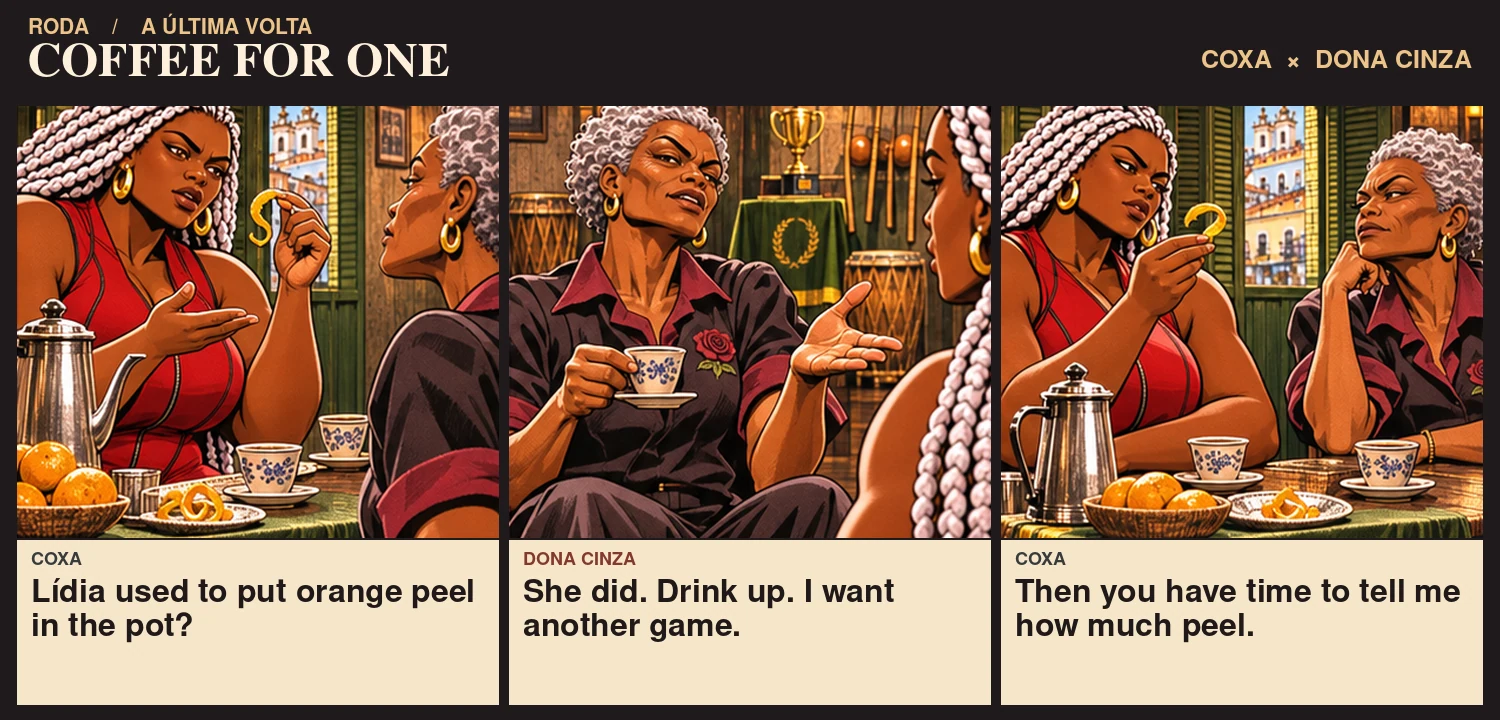 RODA / A ÚLTIMA VOLTA
COFFEE FOR ONE
COXA × DONA CINZA
COXA
Lídia used to put orange peel
in the pot?
DONA CINZA
She did. Drink up. I want
another game.
COXA
Then you have time to tell me
how much peel.